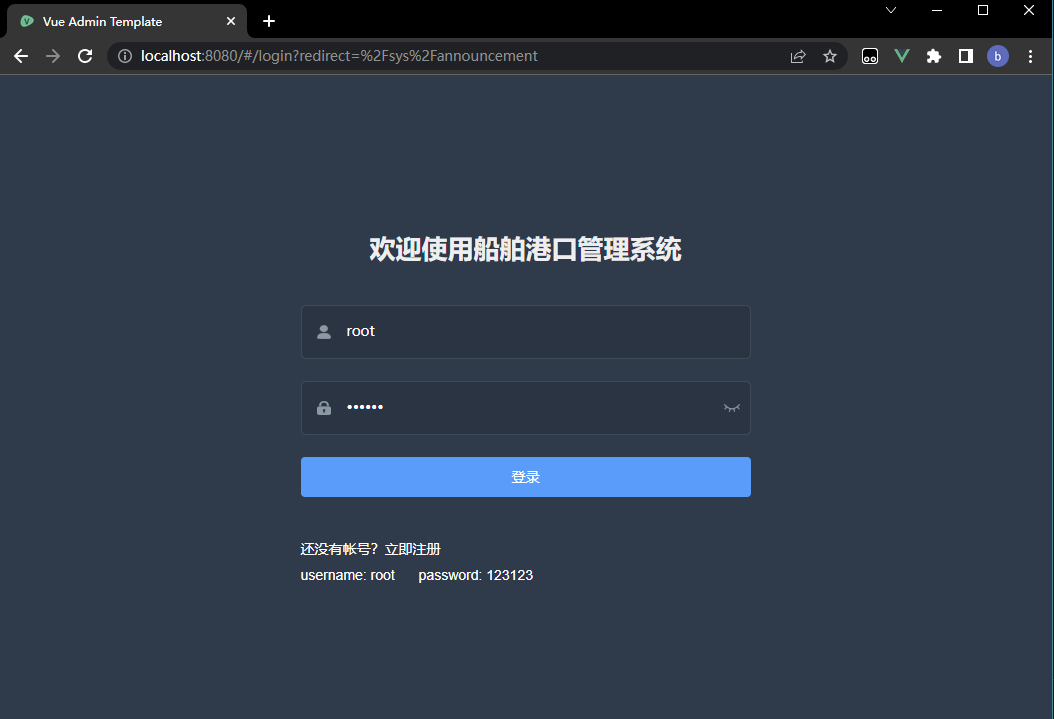 Vue Admin Template
localhost:8080/#/login?redirect=%2Fsys%2Fannouncement
b
欢迎使用船舶港口管理系统
root
••••••
登录
还没有帐号？立即注册
username: root password: 123123